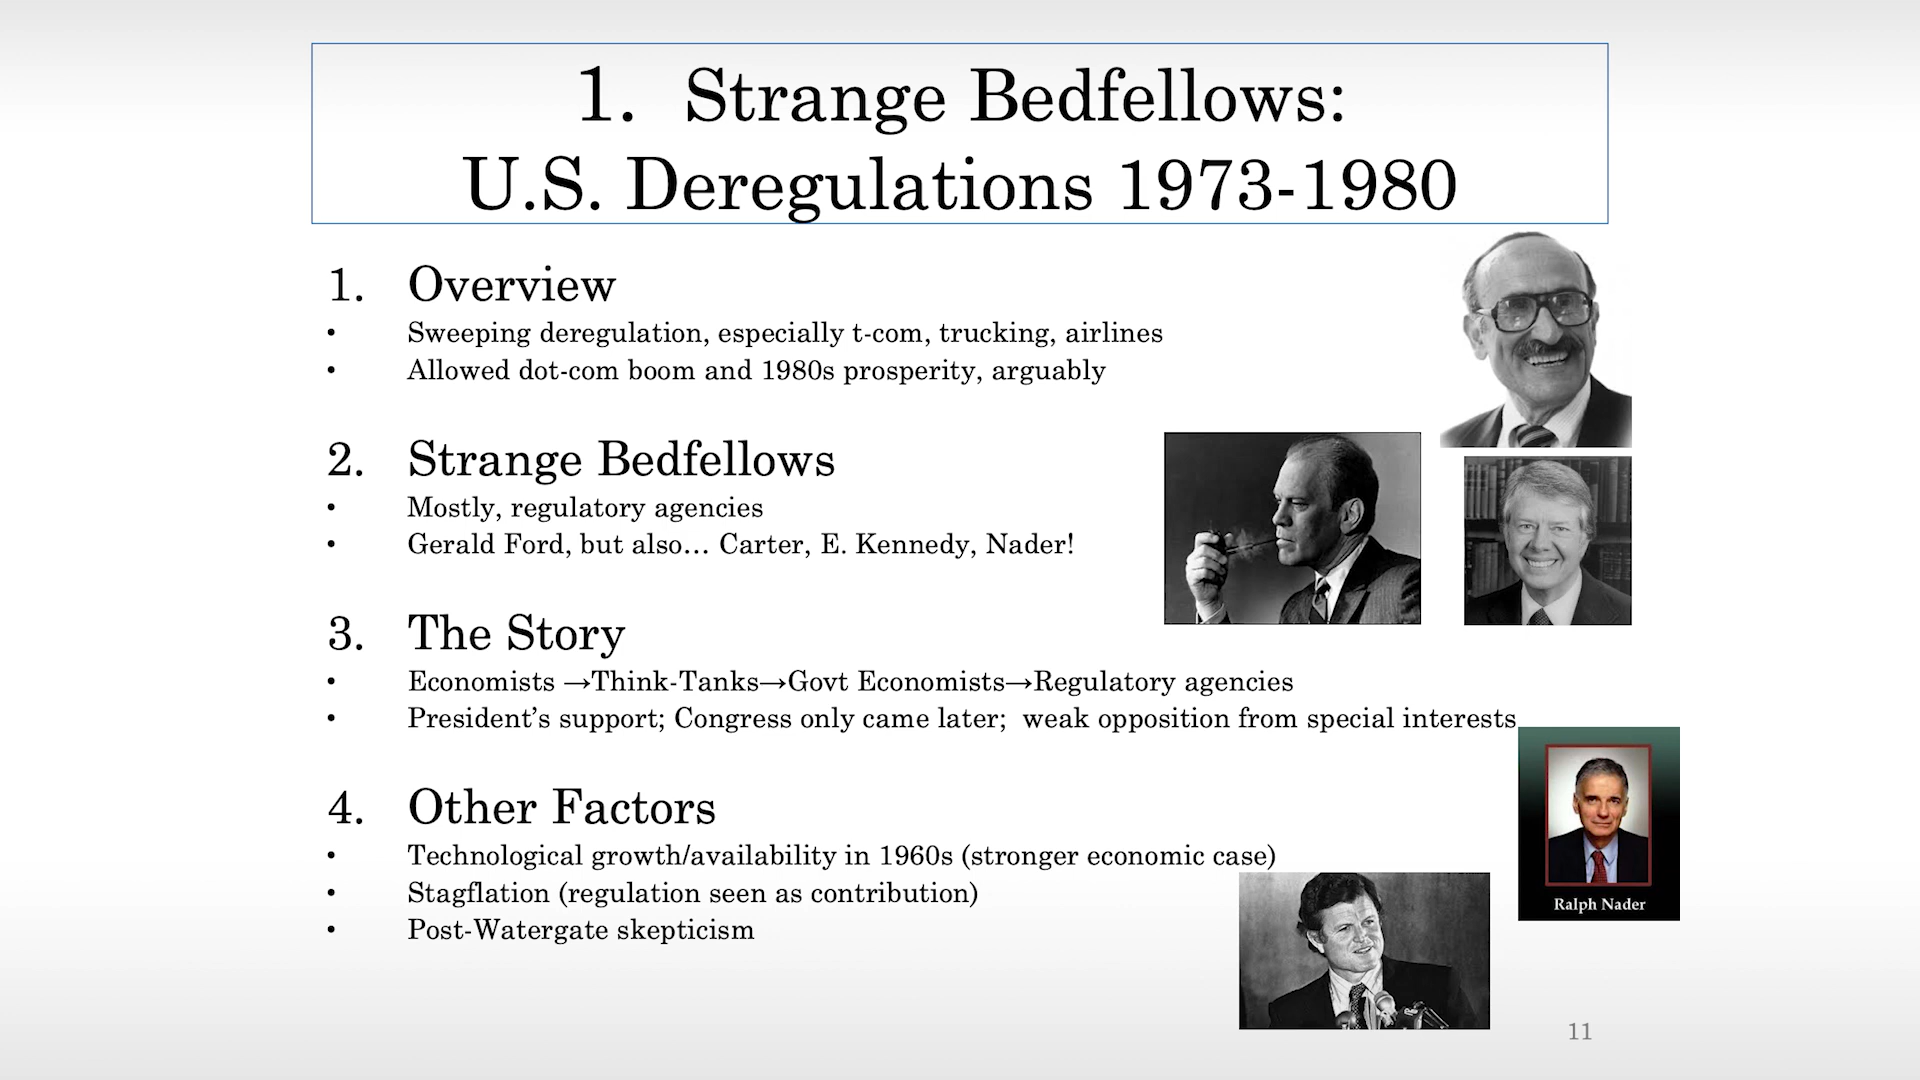 1. Strange Bedfellows:
U.S. Deregulations 1973-1980
1. Overview
• Sweeping deregulation, especially t-com, trucking, airlines
• Allowed dot-com boom and 1980s prosperity, arguably
2. Strange Bedfellows
• Mostly, regulatory agencies
• Gerald Ford, but also… Carter, E. Kennedy, Nader!
3. The Story
• Economists →Think-Tanks→Govt Economists→Regulatory agencies
• President’s support; Congress only came later; weak opposition from special interests
4. Other Factors
• Technological growth/availability in 1960s (stronger economic case)
• Stagflation (regulation seen as contribution)
• Post-Watergate skepticism
Ralph Nader
11